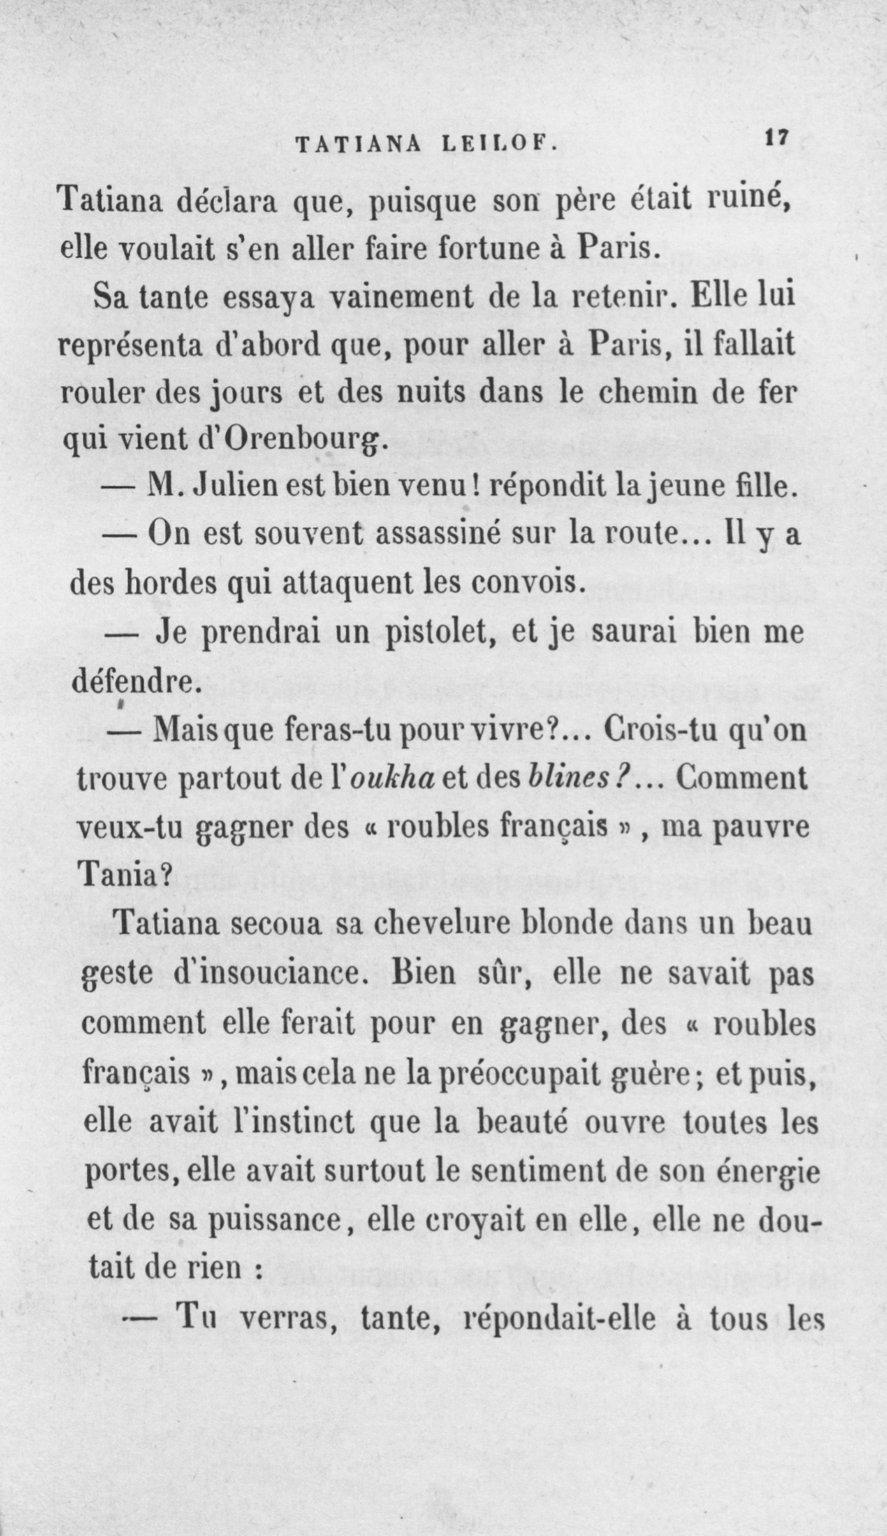 TATIANA LEILOF. 17
Tatiana déclara que, puisque son père était ruiné,
elle voulait s'en aller faire fortune à Paris.
Sa tante essaya vainement de la retenir. Elle lui
représenta d'abord que, pour aller à Paris, il fallait
rouler des jours et des nuits dans le chemin de fer
qui vient d'Orenbourg.
— M. Julien est bien venu! répondit la jeune fille.
— On est souvent assassiné sur la route... Il y a
des hordes qui attaquent les convois.
— Je prendrai un pistolet, et je saurai bien me
défendre.
— Mais que feras-tu pour vivre?... Crois-tu qu'on
trouve partout de l'oukha et des blines?... Comment
veux-tu gagner des « roubles français », ma pauvre
Tania?
Tatiana secoua sa chevelure blonde dans un beau
geste d'insouciance. Bien sûr, elle ne savait pas
comment elle ferait pour en gagner, des « roubles
français », mais cela ne la préoccupait guère; et puis,
elle avait l'instinct que la beauté ouvre toutes les
portes, elle avait surtout le sentiment de son énergie
et de sa puissance, elle croyait en elle, elle ne dou-
tait de rien :
— Tu verras, tante, répondait-elle à tous les